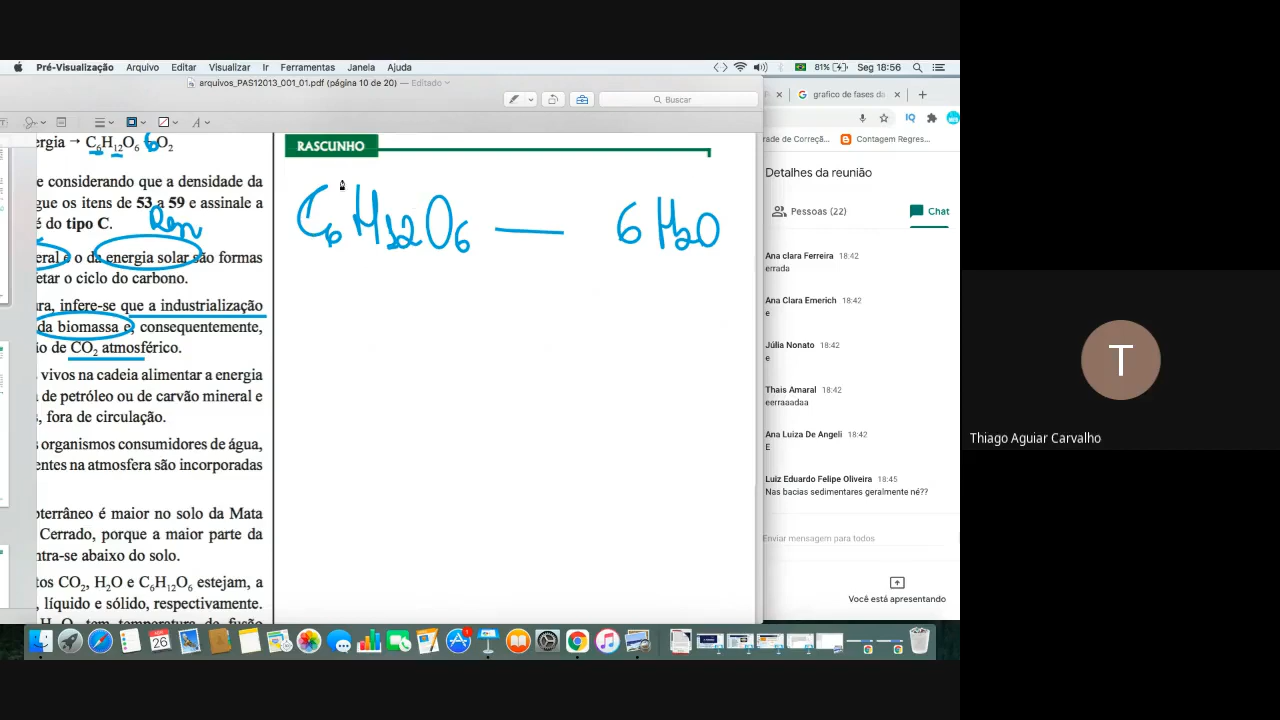 Pré-Visualização Arquivo Editar Visualizar Ir Ferramentas Janela Ajuda 81% Seg 18:56
arquivos_PAS12013_001_01.pdf (página 10 de 20) — Editado
Buscar
grafico de fases da
IQ
rade de Correçã... Contagem Regres...
ergia → C6H12O6 6O2
RASCUNHO
e considerando que a densidade da
gue os itens de 53 a 59 e assinale a
é do tipo C.
Ren
eral e o da energia solar são formas
etar o ciclo do carbono.
ura, infere-se que a industrialização
da biomassa e, consequentemente,
io de CO2 atmosférico.
s vivos na cadeia alimentar a energia
a de petróleo ou de carvão mineral e
s, fora de circulação.
s organismos consumidores de água,
entes na atmosfera são incorporadas
oterrâneo é maior no solo da Mata
Cerrado, porque a maior parte da
ntra-se abaixo do solo.
tos CO2, H2O e C6H12O6 estejam, a
, líquido e sólido, respectivamente.
H2O tem temperatura de fusão
C6H12O6 — 6H2O
Detalhes da reunião
Pessoas (22) Chat
Ana clara Ferreira 18:42
errada
Ana Clara Emerich 18:42
e
Júlia Nonato 18:42
e
Thais Amaral 18:42
eerraaadaa
Ana Luiza De Angeli 18:42
E
Luiz Eduardo Felipe Oliveira 18:45
Nas bacias sedimentares geralmente né??
Enviar mensagem para todos
Você está apresentando
T
Thiago Aguiar Carvalho
26